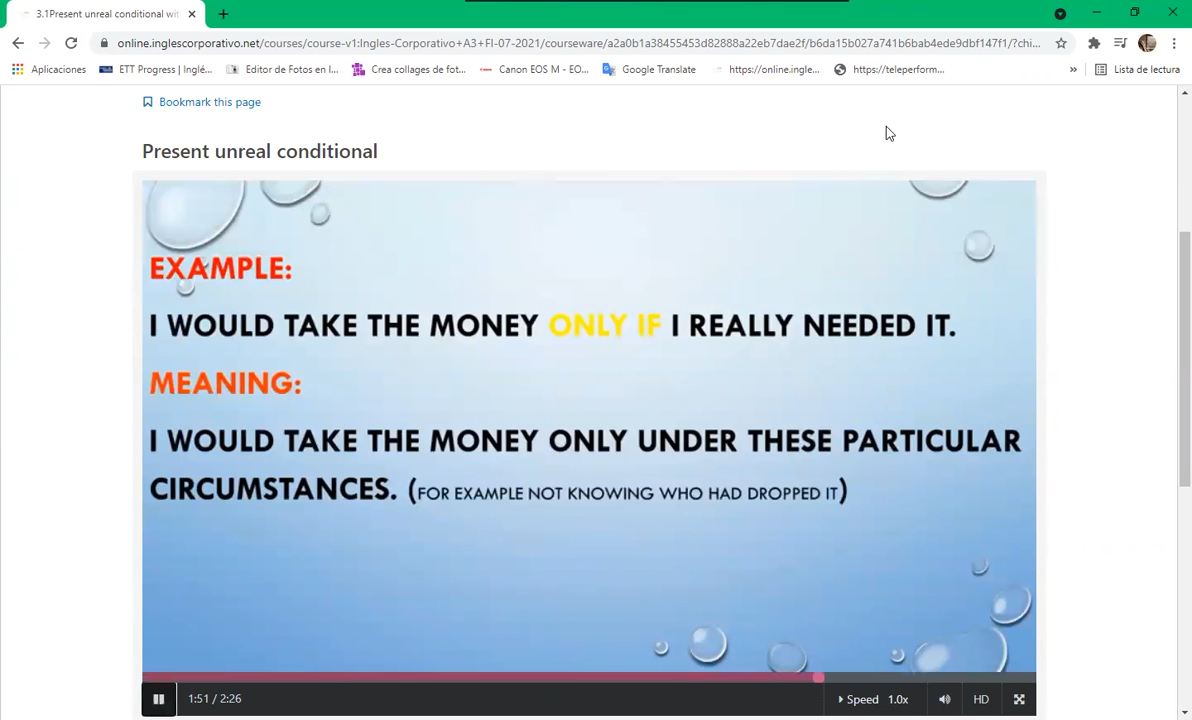 3.1Present unreal conditional wit
online.inglescorporativo.net/courses/course-v1:Ingles-Corporativo+A3+FI-07-2021/courseware/a2a0b1a38455453d82888a22eb7dae2f/b6da15b027a741b6bab4ede9dbf147f1/?chi...
Aplicaciones
ETT Progress | Inglé...
Editor de Fotos en l...
Crea collages de fot...
Canon EOS M - EO...
Google Translate
https://online.ingle...
https://teleperform...
»
Lista de lectura
Bookmark this page
Present unreal conditional
EXAMPLE:
I WOULD TAKE THE MONEY ONLY IF I REALLY NEEDED IT.
MEANING:
I WOULD TAKE THE MONEY ONLY UNDER THESE PARTICULAR
CIRCUMSTANCES. (FOR EXAMPLE NOT KNOWING WHO HAD DROPPED IT)
1:51 / 2:26
Speed 1.0x
HD